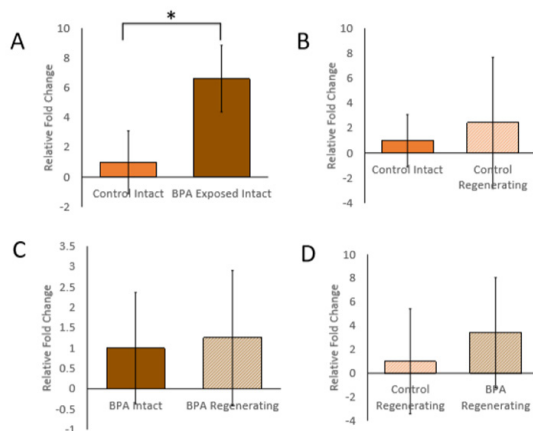 A
*
Relative Fold Change
10
8
6
4
2
0
-2
Control Intact
BPA Exposed Intact
B
Relative Fold Change
10
8
6
4
2
0
-2
-4
Control Intact
Control
Regenerating
C
Relative Fold Change
3.5
3
2.5
2
1.5
1
0.5
0
-0.5
-1
BPA Intact
BPA Regenerating
D
Relative Fold Change
10
8
6
4
2
0
-2
-4
Control
Regenerating
BPA
Regenerating